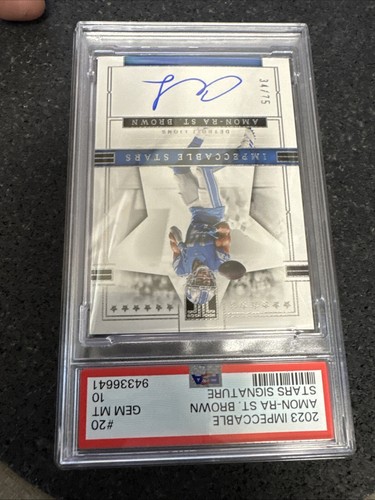 2023 IMPECCABLE #20
AMON-RA ST. BROWN GEM MT
STARS SIGNATURE 10
PSA 94336641
IMPECCABLE STARS
DETROIT LIONS
AMON-RA ST. BROWN
34/75